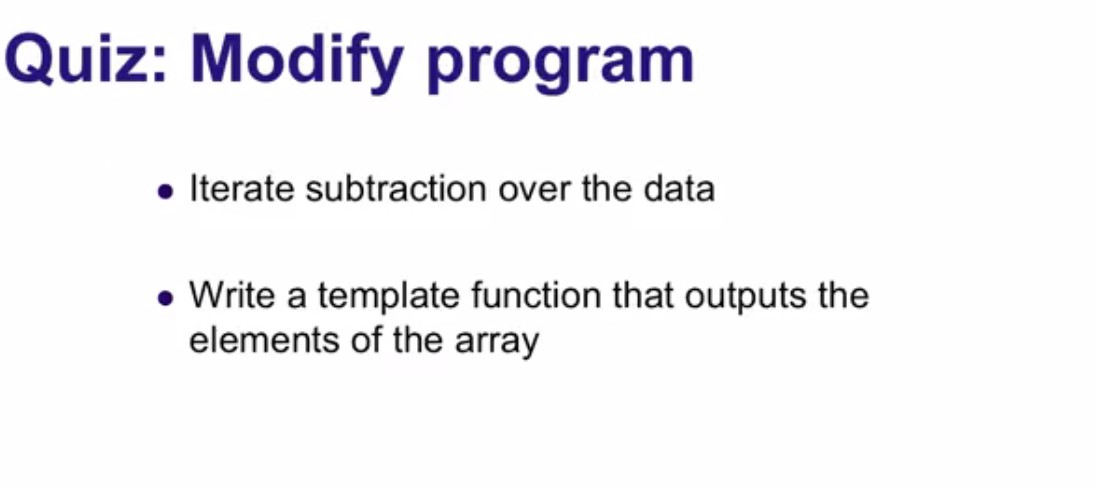 Quiz: Modify program
• Iterate subtraction over the data
• Write a template function that outputs the
elements of the array